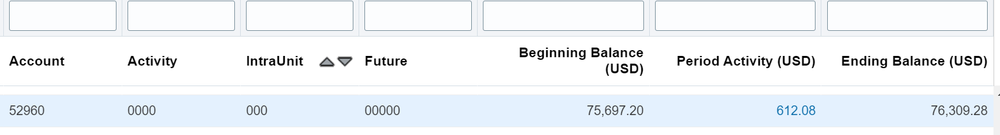 Account Activity IntraUnit Future Beginning Balance (USD) Period Activity (USD) Ending Balance (USD)
52960 0000 000 00000 75,697.20 612.08 76,309.28